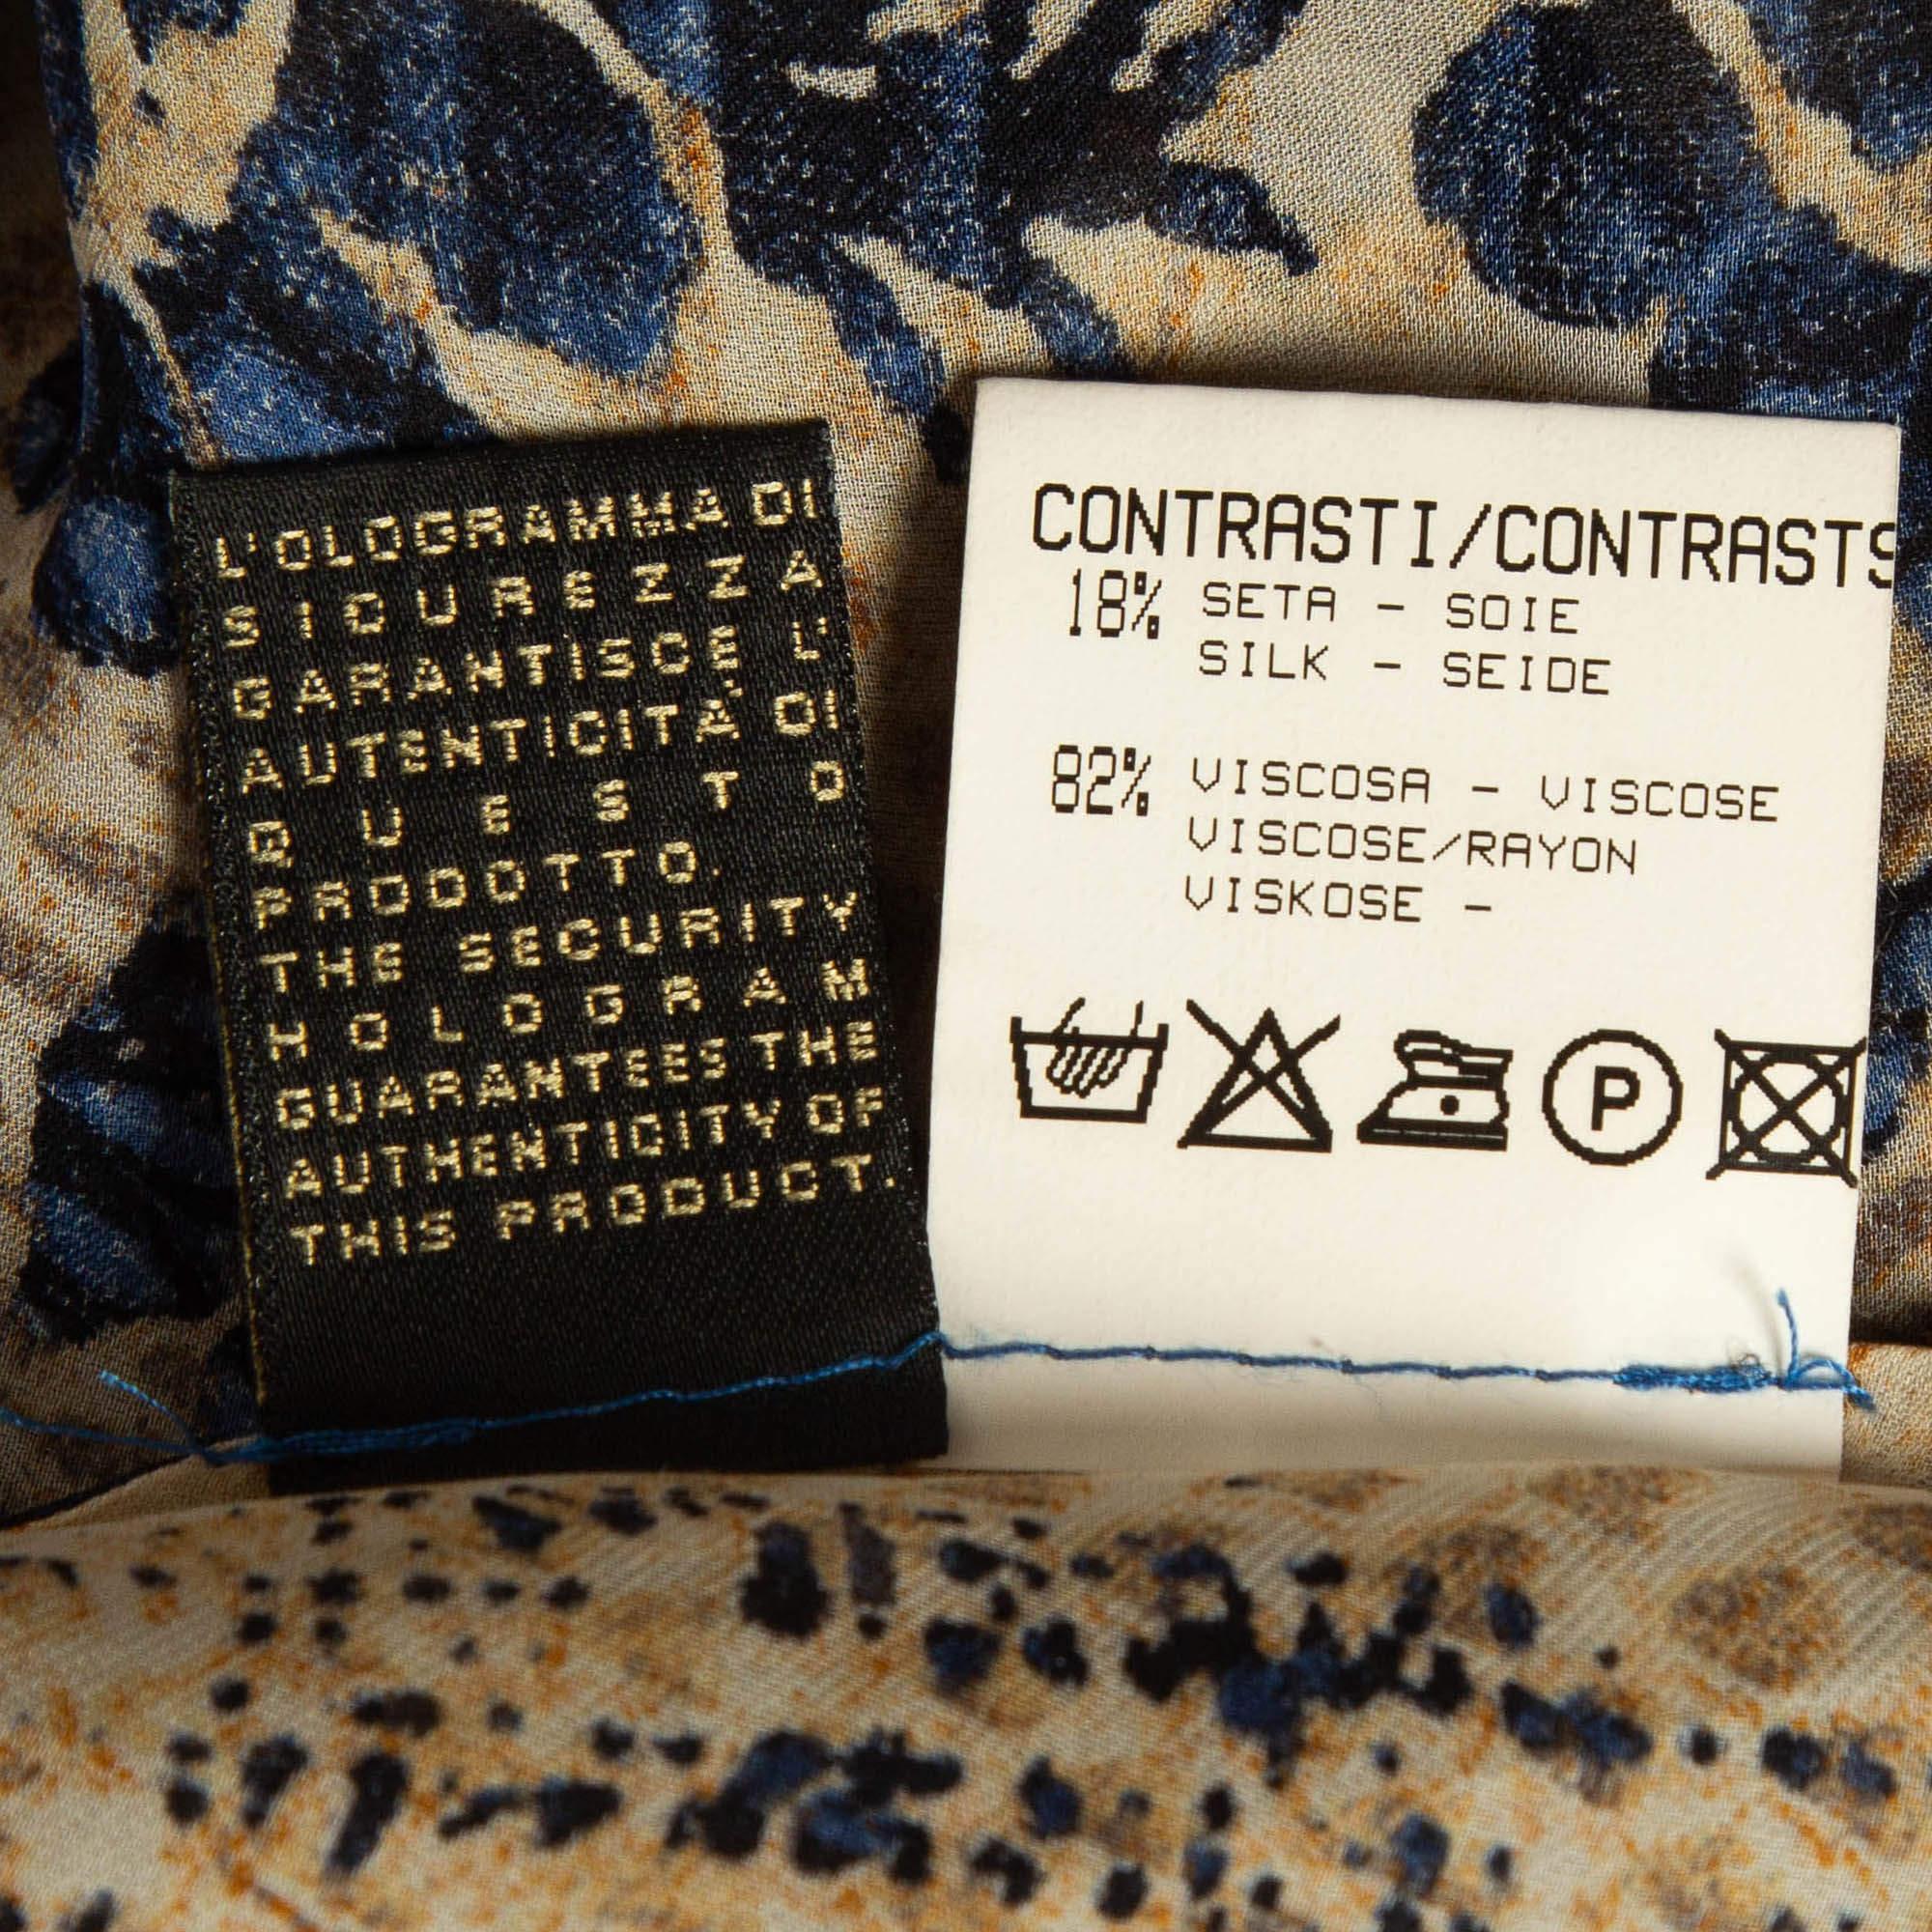 L'OLOGRAMMA DI
SICUREZZA
GARANTISCE L'
AUTENTICITÀ DI
QUESTO
PRODOTTO.
THE SECURITY
HOLOGRAM
GUARANTEES THE
AUTHENTICITY OF
THIS PRODUCT.
CONTRASTI/CONTRASTS
18% SETA - SOIE
SILK - SEIDE
82% VISCOSA - VISCOSE
VISCOSE/RAYON
VISKOSE -
P